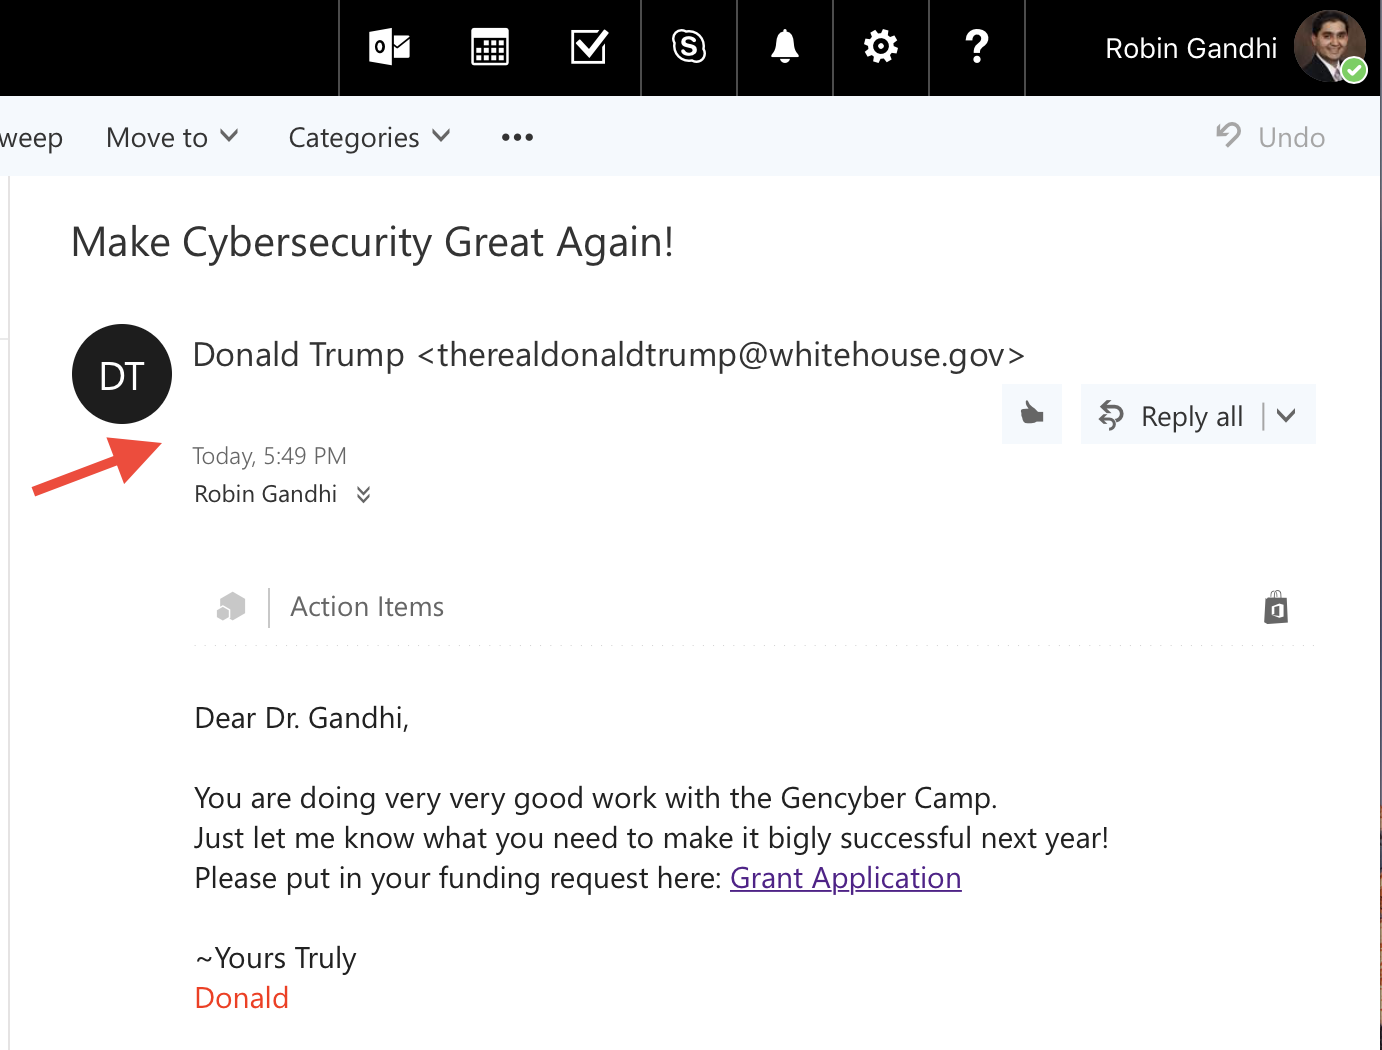 Robin Gandhi
weep Move to Categories ••• Undo
Make Cybersecurity Great Again!
DT
Donald Trump <therealdonaldtrump@whitehouse.gov>
Reply all
Today, 5:49 PM
Robin Gandhi
Action Items
Dear Dr. Gandhi,
You are doing very very good work with the Gencyber Camp.
Just let me know what you need to make it bigly successful next year!
Please put in your funding request here: Grant Application
~Yours Truly
Donald